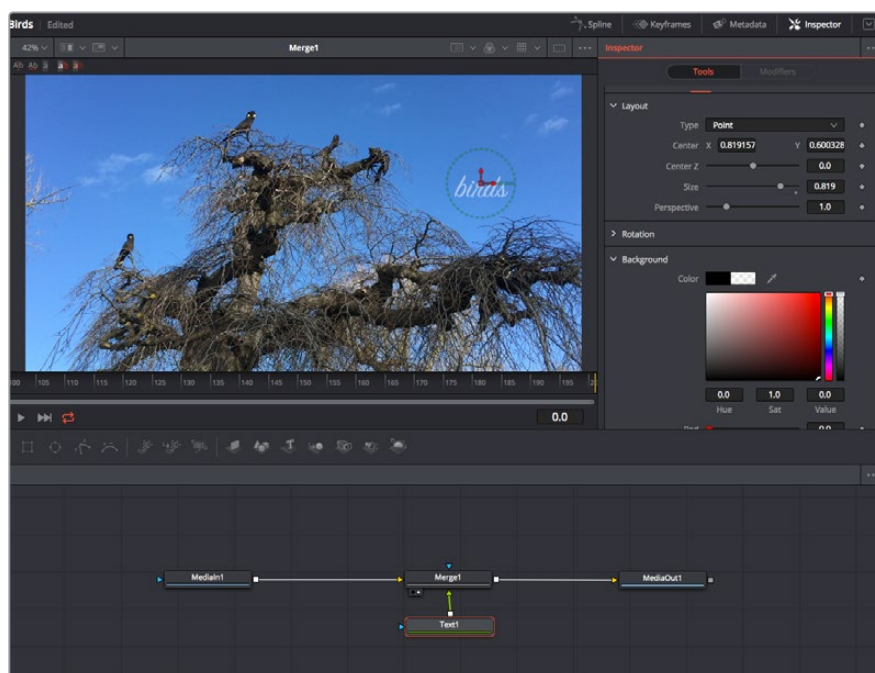 Birds Edited Spline Keyframes Metadata Inspector
42% Merge1 Inspector
Tools Modifiers
Layout
Type Point
Center X 0.819157 Y 0.600328
Center Z 0.0
Size 0.819
Perspective 1.0
birds
Rotation
Background
Color
105 110 115 120 125 130 135 140 145 150 155 160 165 170 175 180 185 190 195
0.0 1.0 0.0
Hue Sat Value
0.0
MediaIn1 Merge1 MediaOut1
Text1